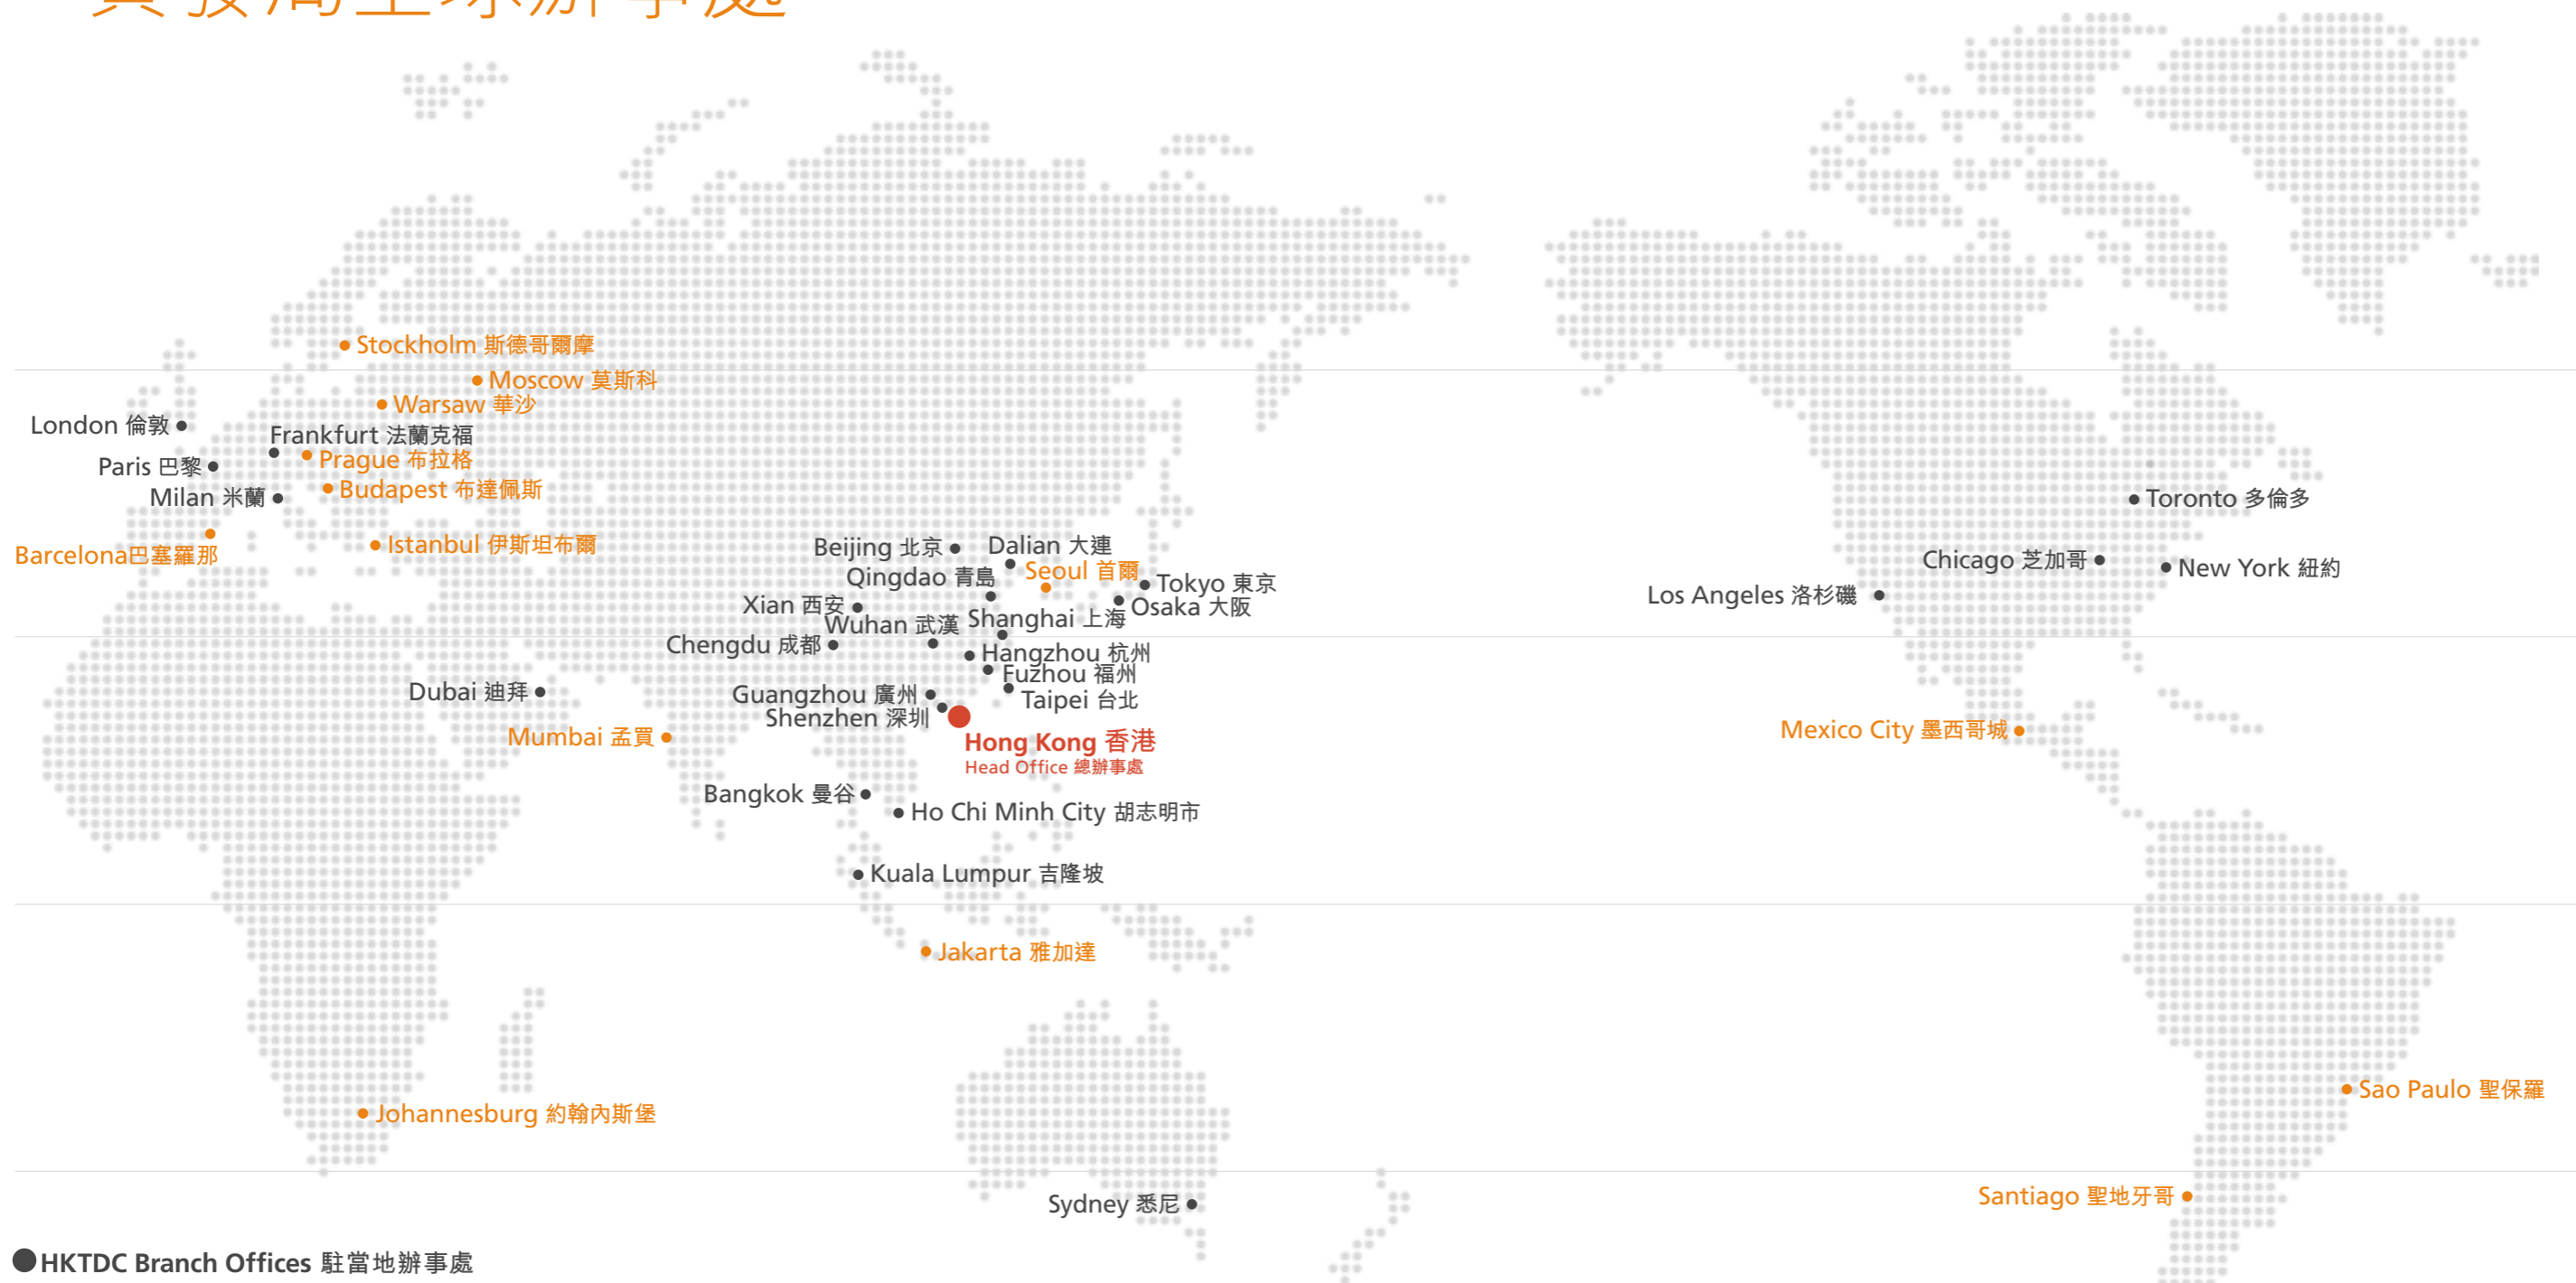 貿發局全球辦事處
Stockholm 斯德哥爾摩
Moscow 莫斯科
Warsaw 華沙
London 倫敦
Frankfurt 法蘭克福
Prague 布拉格
Paris 巴黎
Budapest 布達佩斯
Milan 米蘭
Barcelona巴塞羅那
Istanbul 伊斯坦布爾
Beijing 北京
Dalian 大連
Qingdao 青島
Seoul 首爾
Tokyo 東京
Xian 西安
Osaka 大阪
Wuhan 武漢
Shanghai 上海
Chengdu 成都
Hangzhou 杭州
Fuzhou 福州
Dubai 迪拜
Guangzhou 廣州
Taipei 台北
Shenzhen 深圳
Mumbai 孟買
Hong Kong 香港
Head Office 總辦事處
Bangkok 曼谷
Ho Chi Minh City 胡志明市
Kuala Lumpur 吉隆坡
Jakarta 雅加達
Johannesburg 約翰內斯堡
Sydney 悉尼
Toronto 多倫多
Chicago 芝加哥
New York 紐約
Los Angeles 洛杉磯
Mexico City 墨西哥城
Sao Paulo 聖保羅
Santiago 聖地牙哥
HKTDC Branch Offices 駐當地辦事處